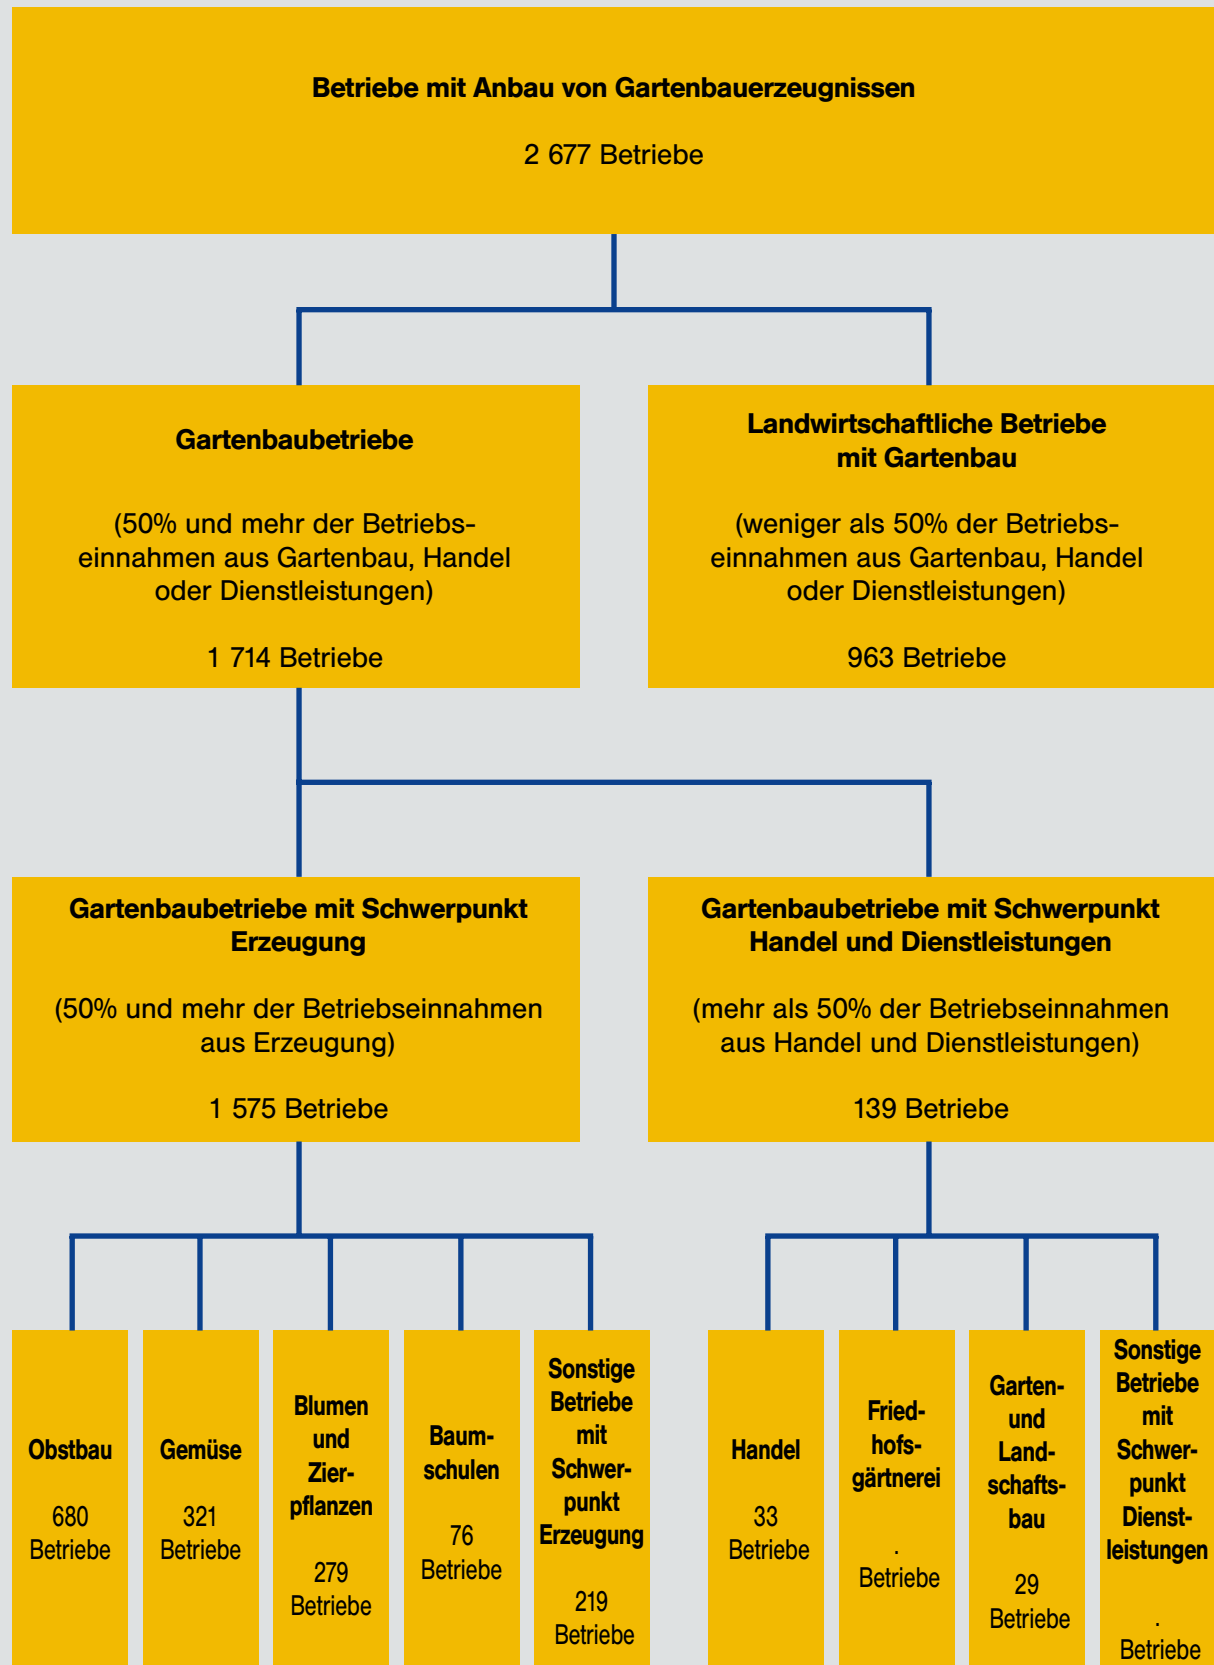 Betriebe mit Anbau von Gartenbauerzeugnissen
2 677 Betriebe
Gartenbaubetriebe
(50% und mehr der Betriebs-
einnahmen aus Gartenbau, Handel
oder Dienstleistungen)
1 714 Betriebe
Landwirtschaftliche Betriebe
mit Gartenbau
(weniger als 50% der Betriebs-
einnahmen aus Gartenbau, Handel
oder Dienstleistungen)
963 Betriebe
Gartenbaubetriebe mit Schwerpunkt
Erzeugung
(50% und mehr der Betriebseinnahmen
aus Erzeugung)
1 575 Betriebe
Gartenbaubetriebe mit Schwerpunkt
Handel und Dienstleistungen
(mehr als 50% der Betriebseinnahmen
aus Handel und Dienstleistungen)
139 Betriebe
Obstbau
680
Betriebe
Gemüse
321
Betriebe
Blumen
und
Zier-
pflanzen
279
Betriebe
Baum-
schulen
76
Betriebe
Sonstige
Betriebe
mit
Schwer-
punkt
Erzeugung
219
Betriebe
Handel
33
Betriebe
Fried-
hofs-
gärtnerei
.
Betriebe
Garten-
und
Land-
schafts-
bau
29
Betriebe
Sonstige
Betriebe
mit
Schwer-
punkt
Dienst-
leistungen
.
Betriebe